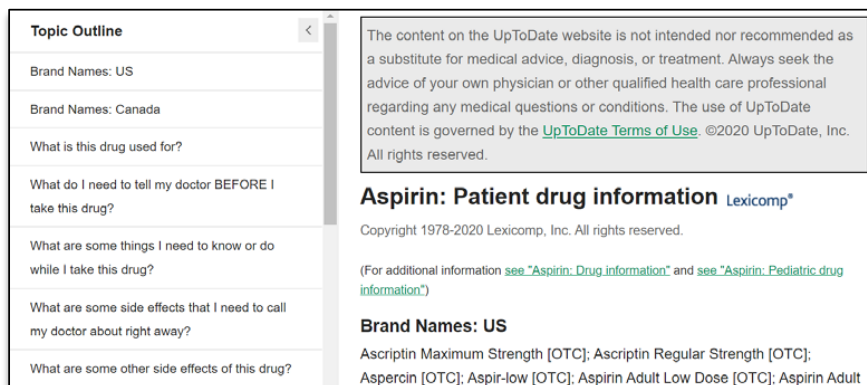 Topic Outline
Brand Names: US
Brand Names: Canada
What is this drug used for?
What do I need to tell my doctor BEFORE I
take this drug?
What are some things I need to know or do
while I take this drug?
What are some side effects that I need to call
my doctor about right away?
What are some other side effects of this drug?
The content on the UpToDate website is not intended nor recommended as
a substitute for medical advice, diagnosis, or treatment. Always seek the
advice of your own physician or other qualified health care professional
regarding any medical questions or conditions. The use of UpToDate
content is governed by the UpToDate Terms of Use. ©2020 UpToDate, Inc.
All rights reserved.
Aspirin: Patient drug information Lexicomp®
Copyright 1978-2020 Lexicomp, Inc. All rights reserved.
(For additional information see "Aspirin: Drug information" and see "Aspirin: Pediatric drug
information")
Brand Names: US
Ascriptin Maximum Strength [OTC]; Ascriptin Regular Strength [OTC];
Aspercin [OTC]; Aspir-low [OTC]; Aspirin Adult Low Dose [OTC]; Aspirin Adult